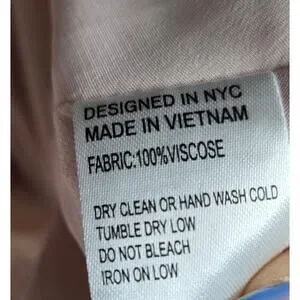 DESIGNED IN NYC
MADE IN VIETNAM
FABRIC:100%VISCOSE
DRY CLEAN OR HAND WASH COLD
TUMBLE DRY LOW
DO NOT BLEACH
IRON ON LOW